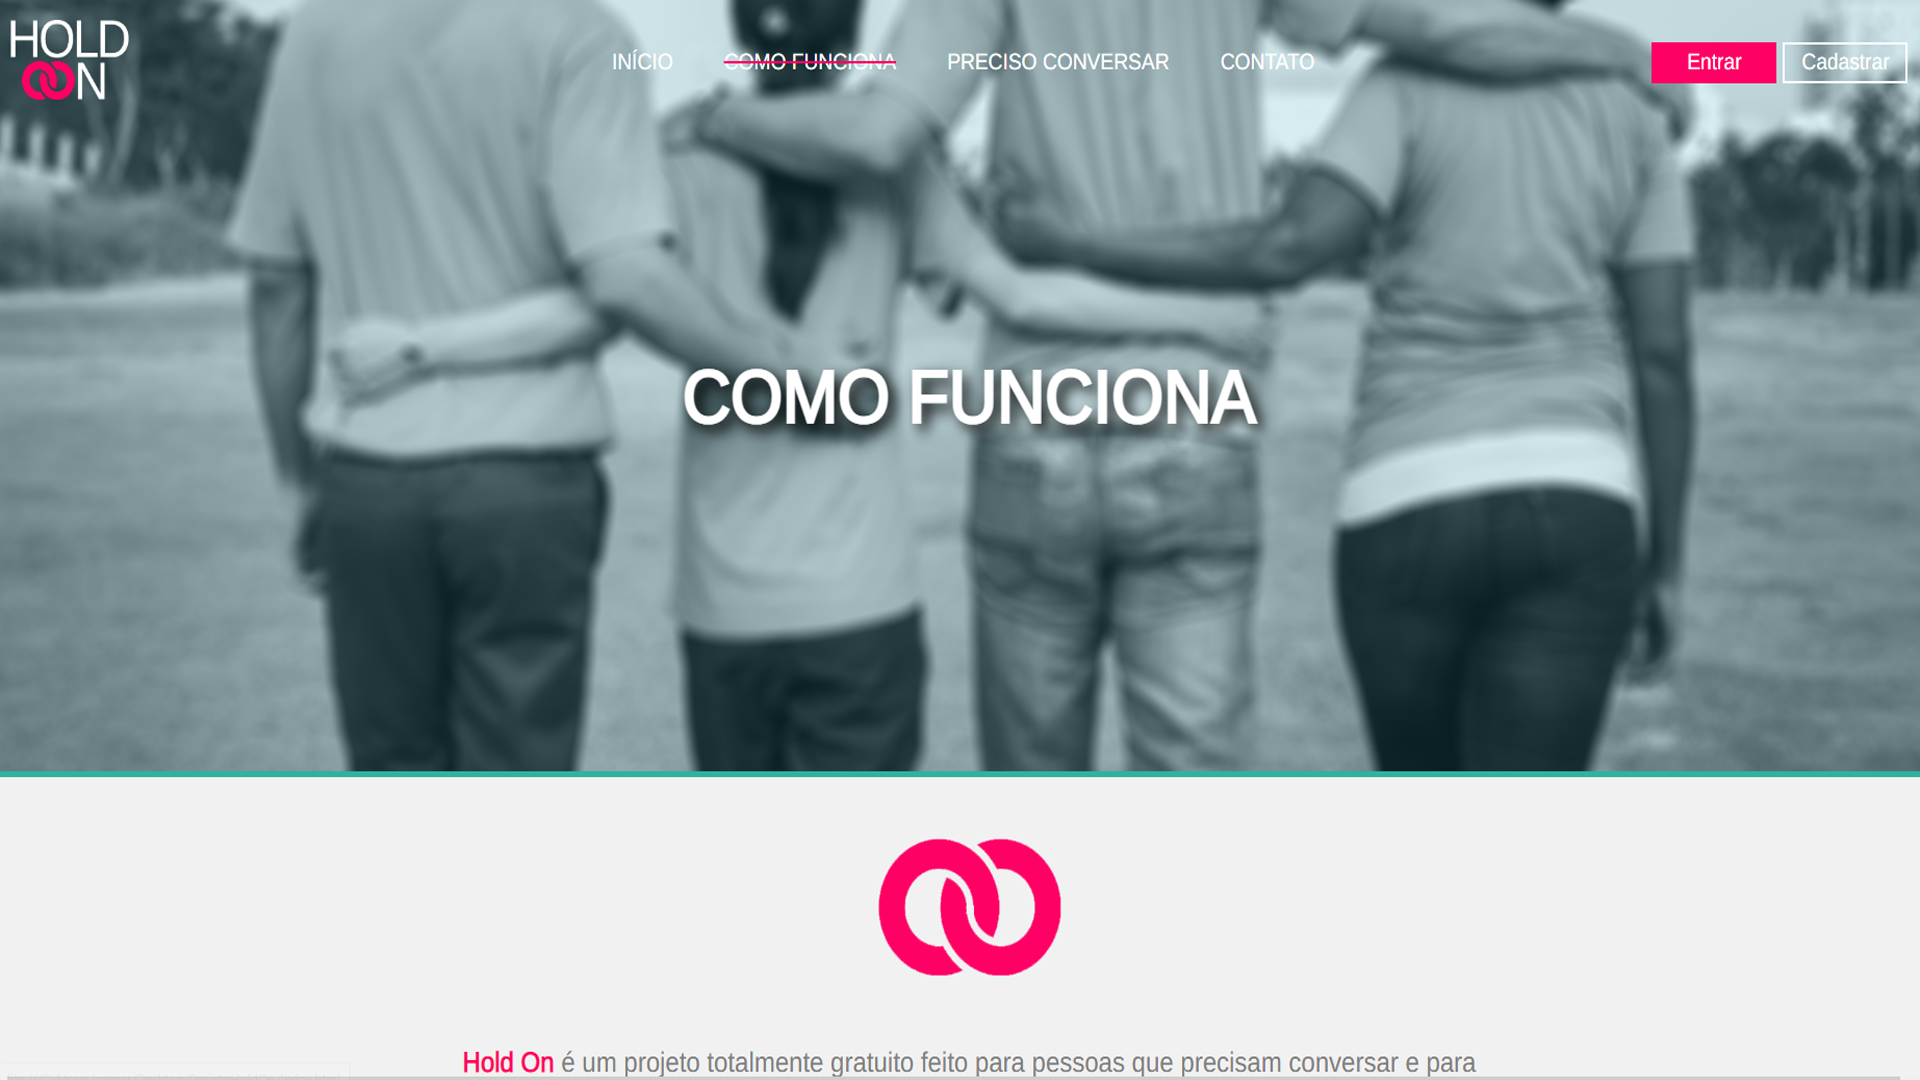 HOLD
ON
INÍCIO COMO FUNCIONA PRECISO CONVERSAR CONTATO Entrar Cadastrar
COMO FUNCIONA
Hold On é um projeto totalmente gratuito feito para pessoas que precisam conversar e para